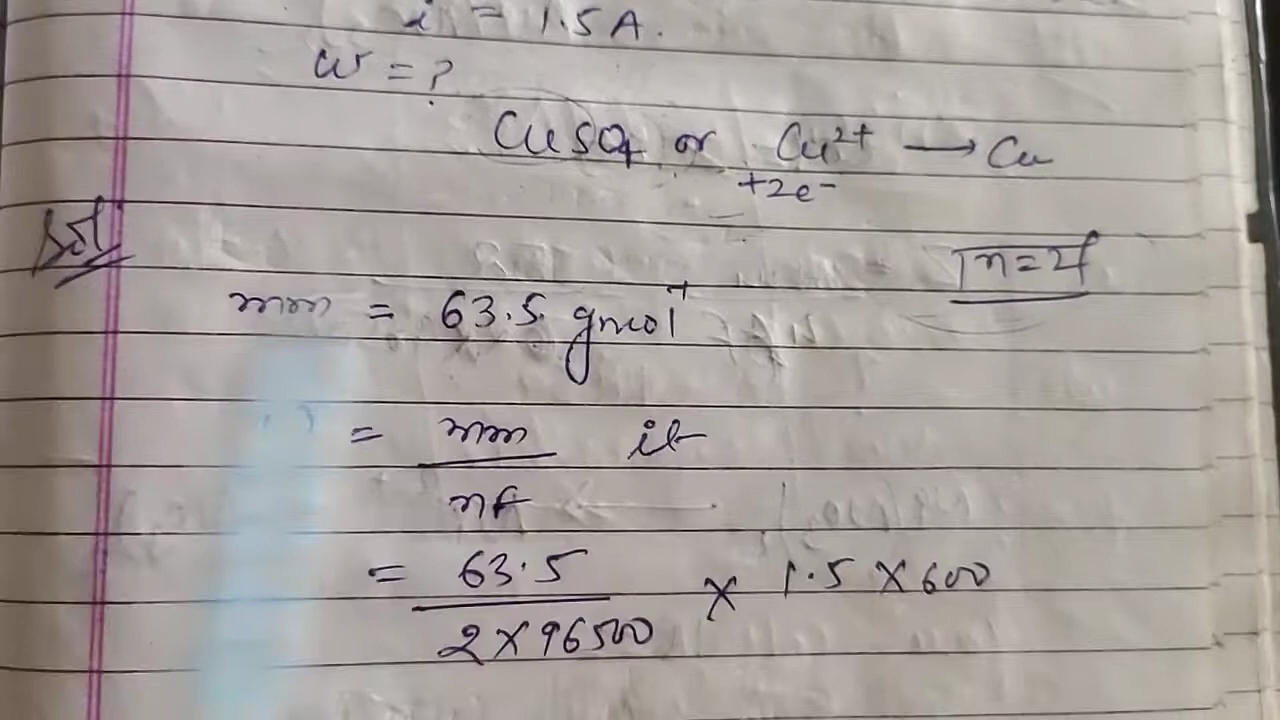 i = 1.5A.
W = ?
CuSO4 or Cu²⁺ → Cu
+2e⁻
Sol
n=2
mm = 63.5 gmol⁻¹
= mm it
nF
= 63.5 × 1.5 × 600
2 × 96500